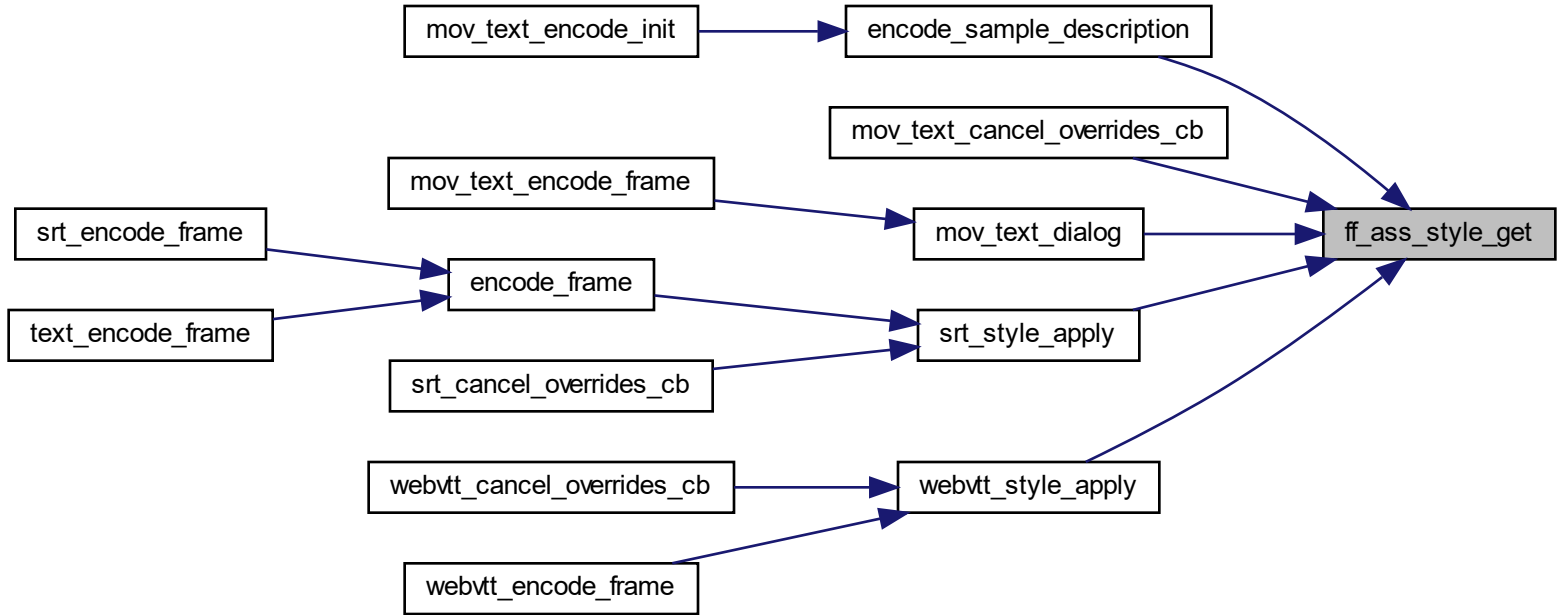 mov_text_encode_init
encode_sample_description
mov_text_cancel_overrides_cb
mov_text_encode_frame
srt_encode_frame
mov_text_dialog
ff_ass_style_get
encode_frame
text_encode_frame
srt_style_apply
srt_cancel_overrides_cb
webvtt_cancel_overrides_cb
webvtt_style_apply
webvtt_encode_frame